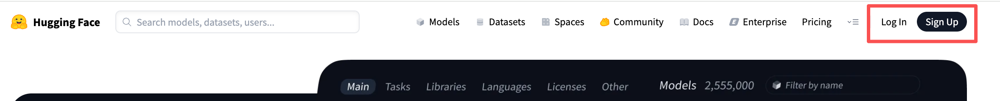 Hugging Face Search models, datasets, users... Models Datasets Spaces Community Docs E Enterprise Pricing Log In Sign Up
Main Tasks Libraries Languages Licenses Other Models 2,555,000 Filter by name